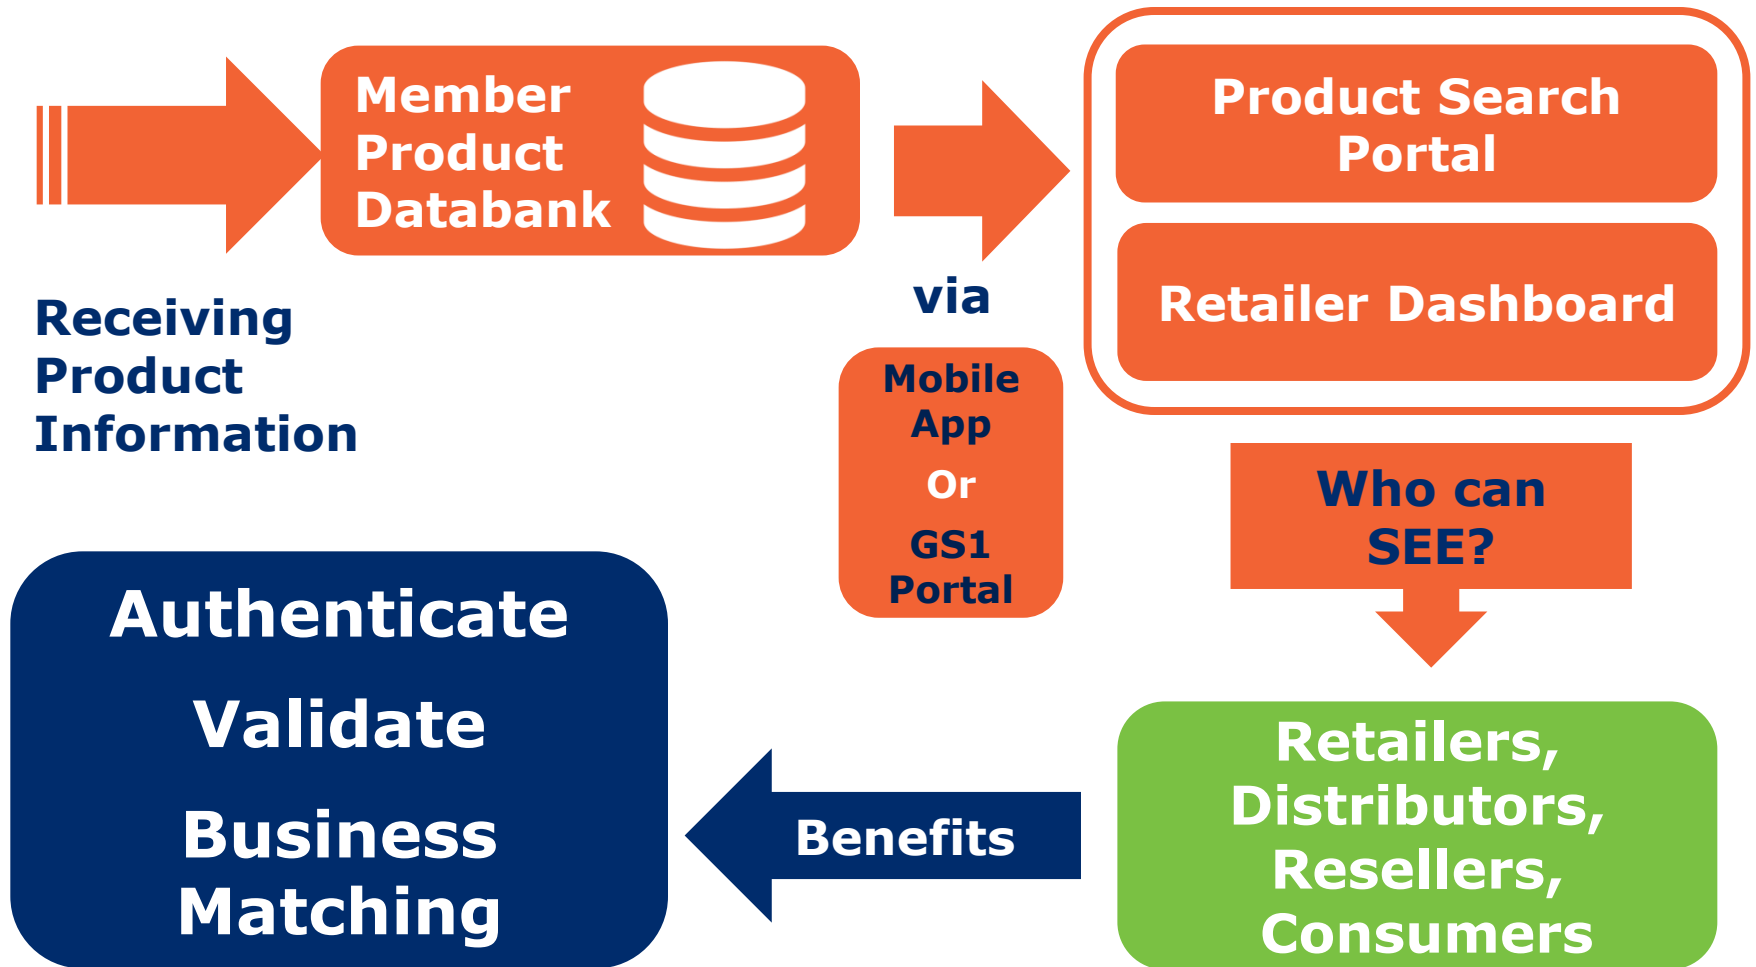 Member
Product
Databank
Product Search
Portal
Retailer Dashboard
Receiving
Product
Information
via
Mobile
App
Or
GS1
Portal
Who can
SEE?
Retailers,
Distributors,
Resellers,
Consumers
Benefits
Authenticate
Validate
Business
Matching